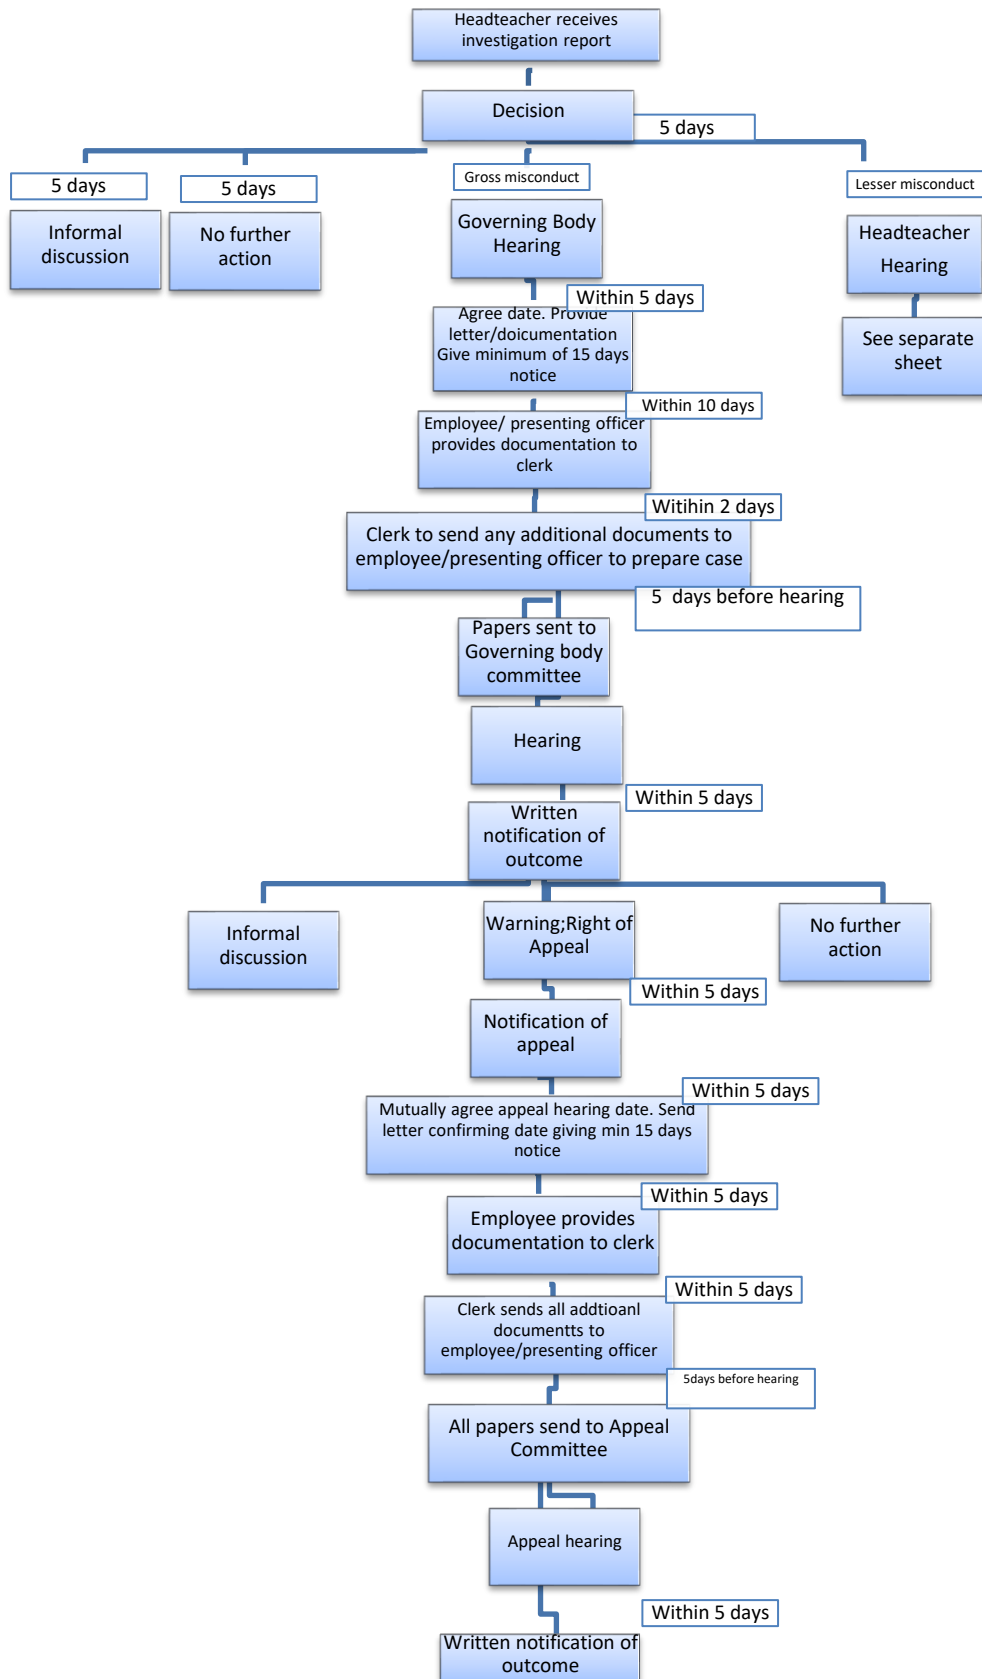 Headteacher receives
investigation report
Decision
5 days
5 days
5 days
Gross misconduct
Lesser misconduct
Informal
discussion
No further
action
Governing Body
Hearing
Headteacher
Hearing
Within 5 days
Agree date. Provide
letter/doicumentation
Give minimum of 15 days
notice
See separate
sheet
Within 10 days
Employee/ presenting officer
provides documentation to
clerk
Witihin 2 days
Clerk to send any additional documents to
employee/presenting officer to prepare case
5 days before hearing
Papers sent to
Governing body
committee
Hearing
Within 5 days
Written
notification of
outcome
Informal
discussion
Warning;Right of
Appeal
No further
action
Within 5 days
Notification of
appeal
Within 5 days
Mutually agree appeal hearing date. Send
letter confirming date giving min 15 days
notice
Within 5 days
Employee provides
documentation to clerk
Within 5 days
Clerk sends all addtioanl
documentts to
employee/presenting officer
5days before hearing
All papers send to Appeal
Committee
Appeal hearing
Within 5 days
Written notification of
outcome